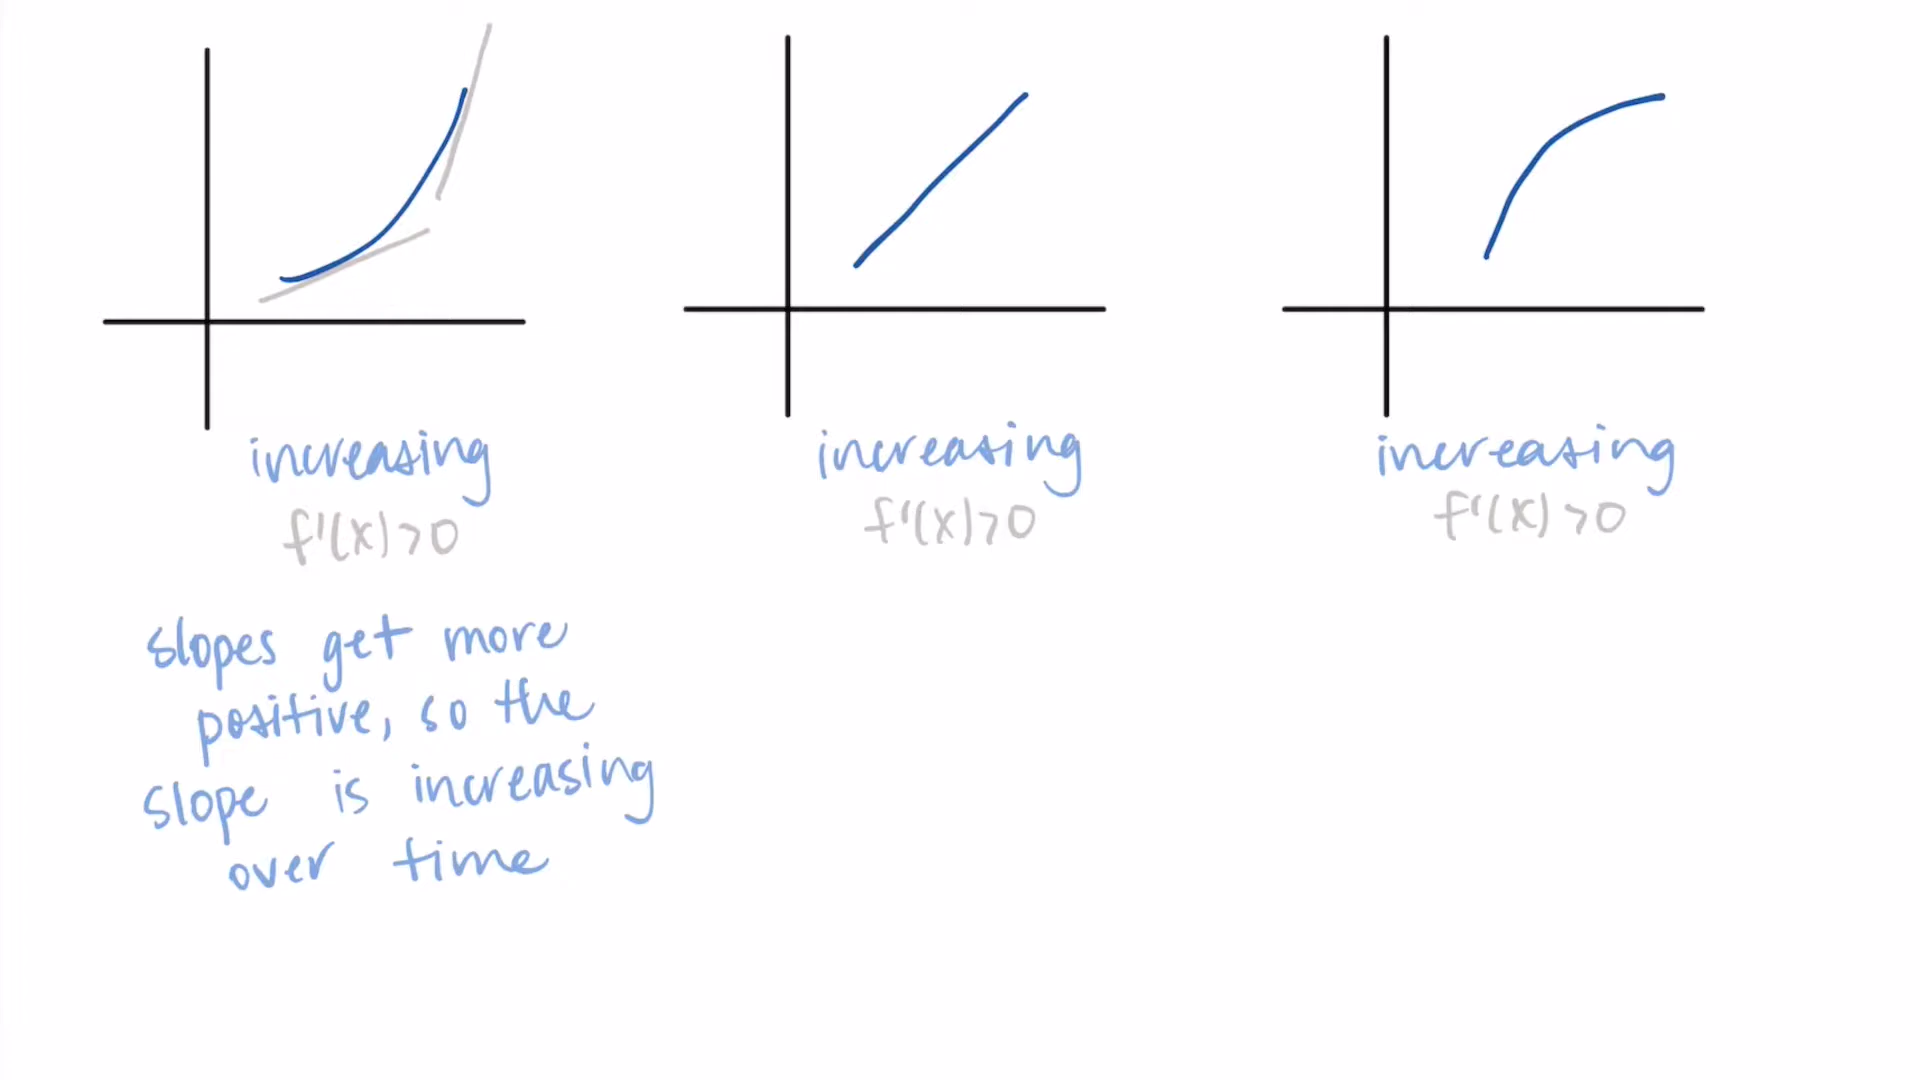 increasing
f'(x)>0
increasing
f'(x)>0
increasing
f'(x)>0
slopes get more
positive, so the
slope is increasing
over time